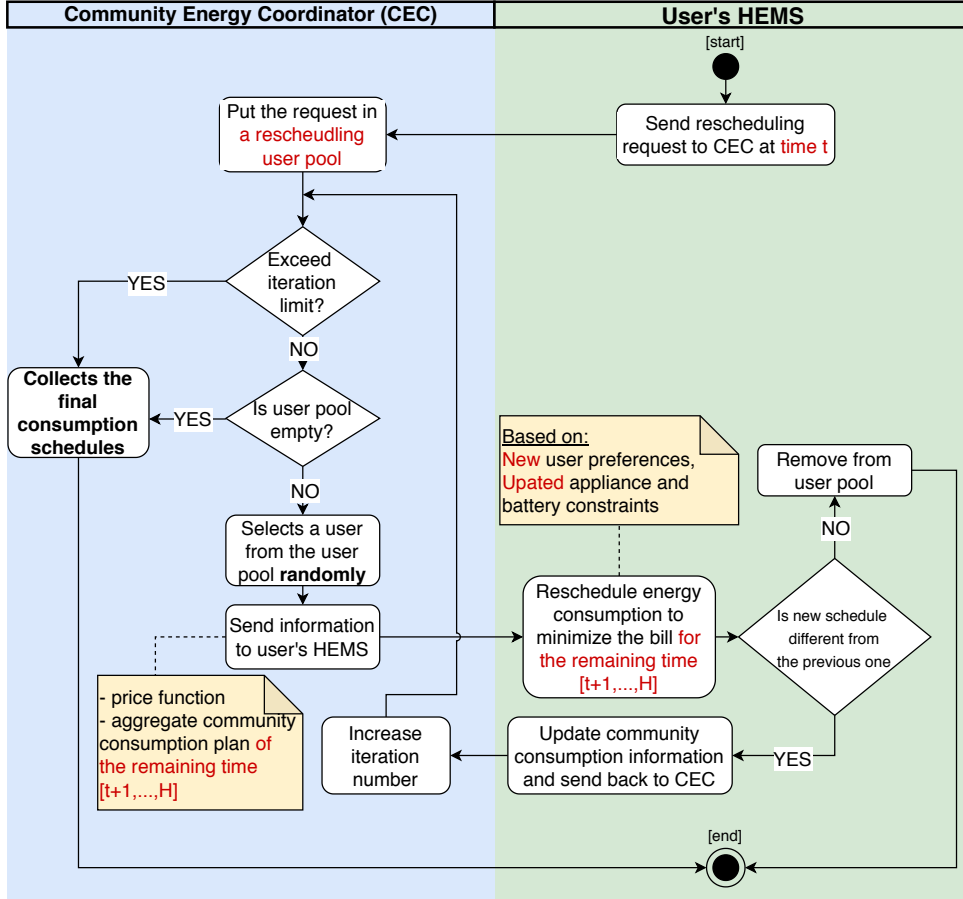 Community Energy Coordinator (CEC)
User's HEMS
[start]
Send rescheduling
request to CEC at time t
Put the request in
a rescheudling
user pool
Exceed
iteration
limit?
YES
NO
Collects the
final
consumption
schedules
Is user pool
empty?
YES
NO
Selects a user
from the user
pool randomly
Send information
to user's HEMS
- price function
- aggregate community
consumption plan of
the remaining time
[t+1,...,H]
Based on:
New user preferences,
Upated appliance and
battery constraints
Reschedule energy
consumption to
minimize the bill for
the remaining time
[t+1,...,H]
Is new schedule
different from
the previous one
NO
Remove from
user pool
YES
Update community
consumption information
and send back to CEC
Increase
iteration
number
[end]